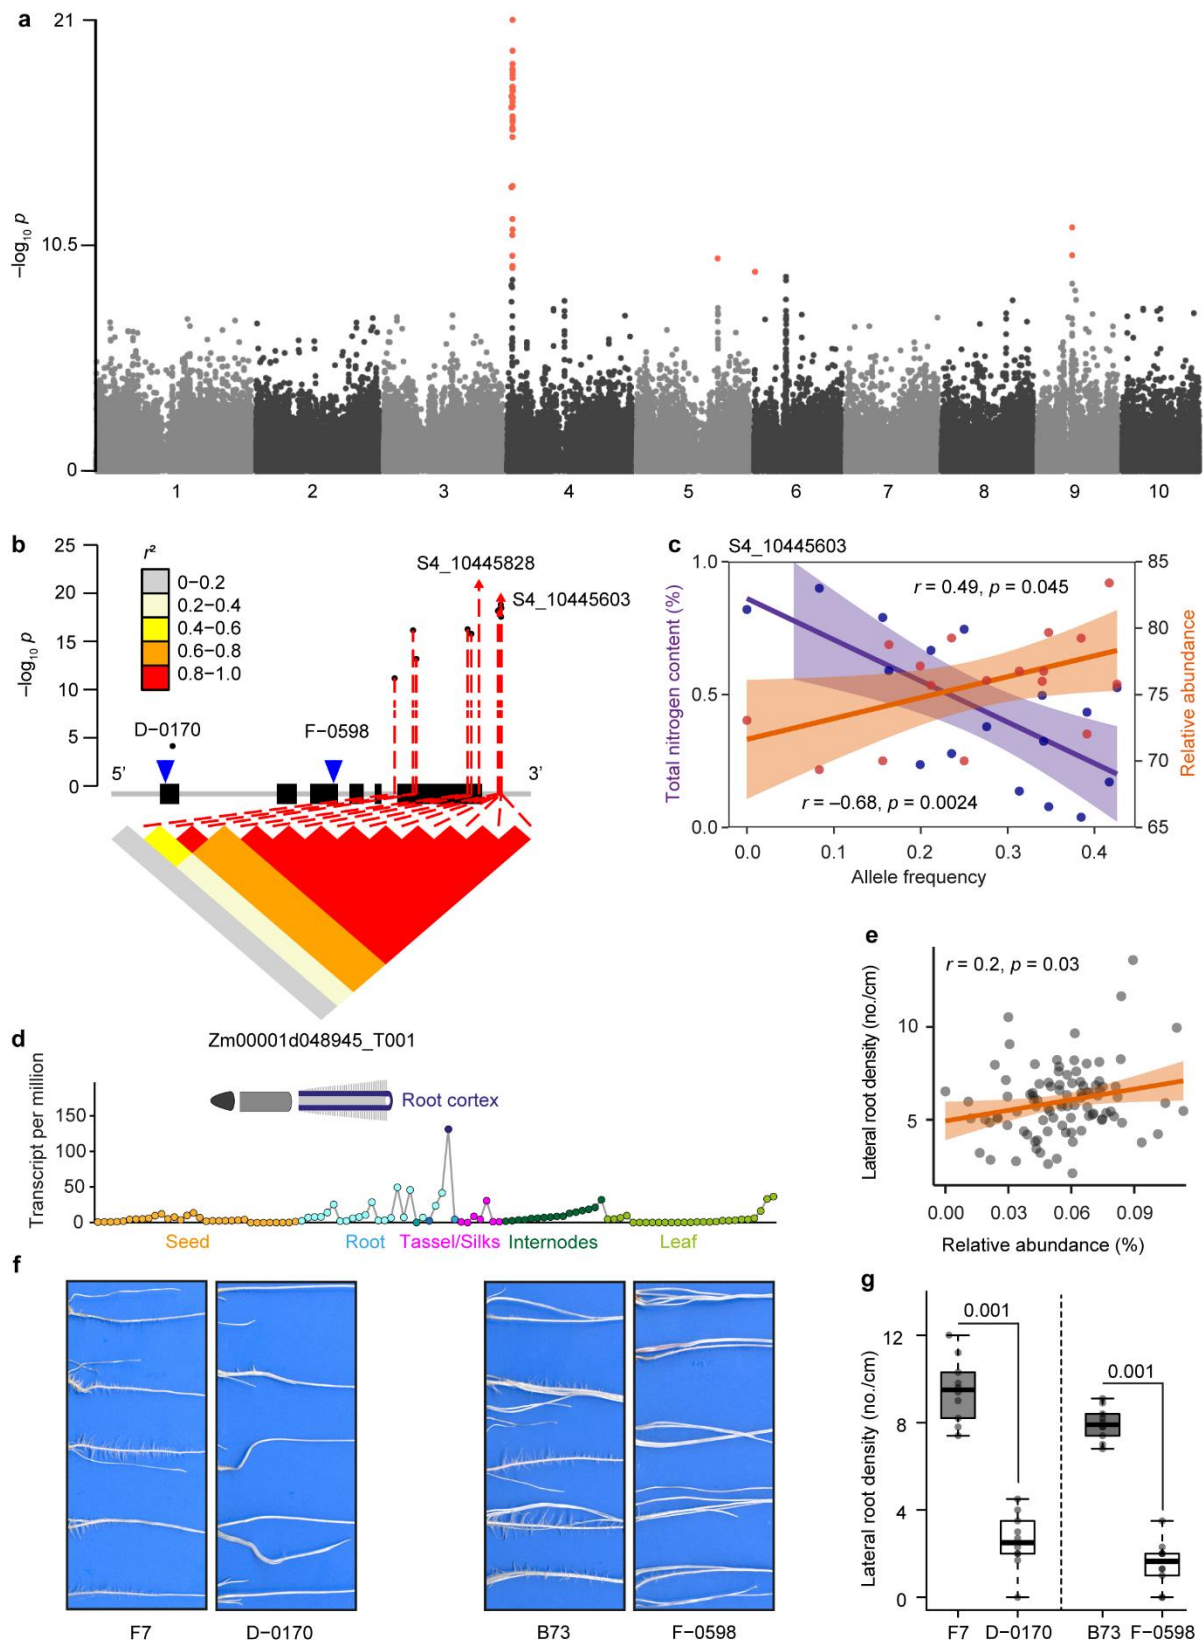 a
21
10.5
0
–log10 p
1 2 3 4 5 6 7 8 9 10
b
25
20
15
10
5
0
–log10 p
r²
0–0.2
0.2–0.4
0.4–0.6
0.6–0.8
0.8–1.0
S4_10445828
S4_10445603
D–0170
F–0598
5’
3’
c
S4_10445603
1.0
0.5
0.0
Total nitrogen content (%)
r = 0.49, p = 0.045
r = –0.68, p = 0.0024
85
80
75
70
65
Relative abundance
0.0 0.1 0.2 0.3 0.4
Allele frequency
d
Zm00001d048945_T001
Root cortex
Transcript per million
150
100
50
0
Seed Root Tassel/Silks Internodes Leaf
e
r = 0.2, p = 0.03
Lateral root density (no./cm)
10
5
0.00 0.03 0.06 0.09
Relative abundance (%)
f
F7 D–0170 B73 F–0598
g
Lateral root density (no./cm)
12
8
4
0
0.001
0.001
F7 D–0170 B73 F–0598